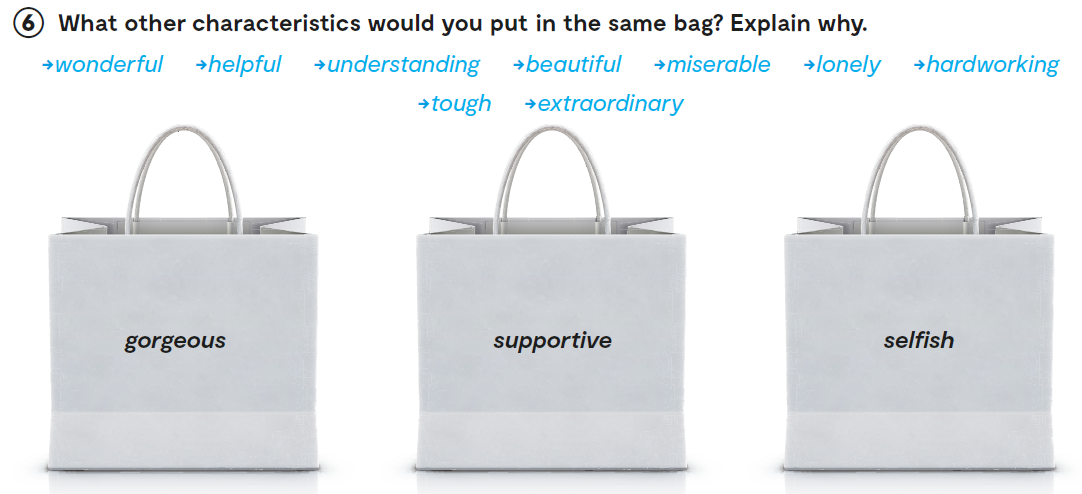 6 What other characteristics would you put in the same bag? Explain why.
→wonderful →helpful →understanding →beautiful →miserable →lonely →hardworking
→tough →extraordinary
gorgeous supportive selfish